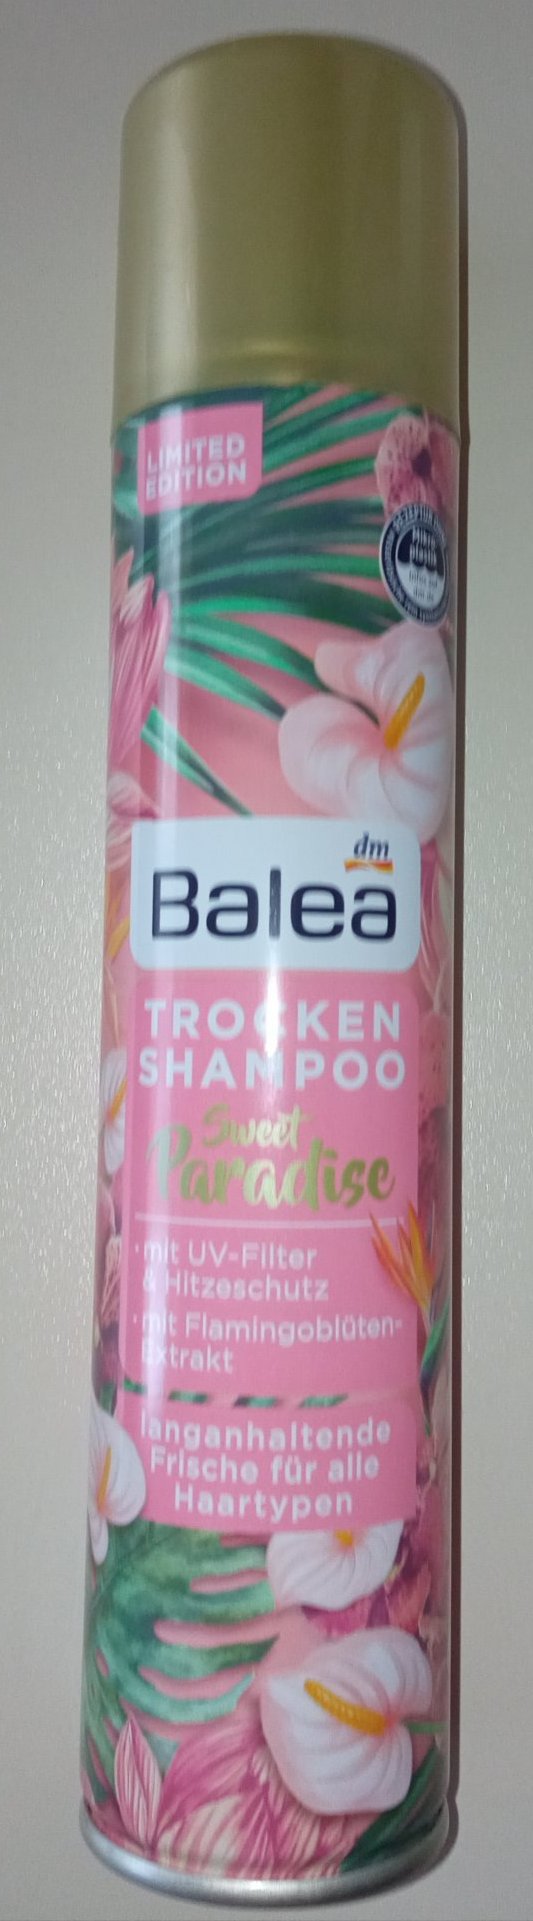 LIMITED
EDITION
dm
Balea
TROCKEN
SHAMPOO
Sweet
Paradise
· mit UV-Filter
& Hitzeschutz
· mit Flamingoblüten-
Extrakt
langanhaltende
Frische für alle
Haartypen